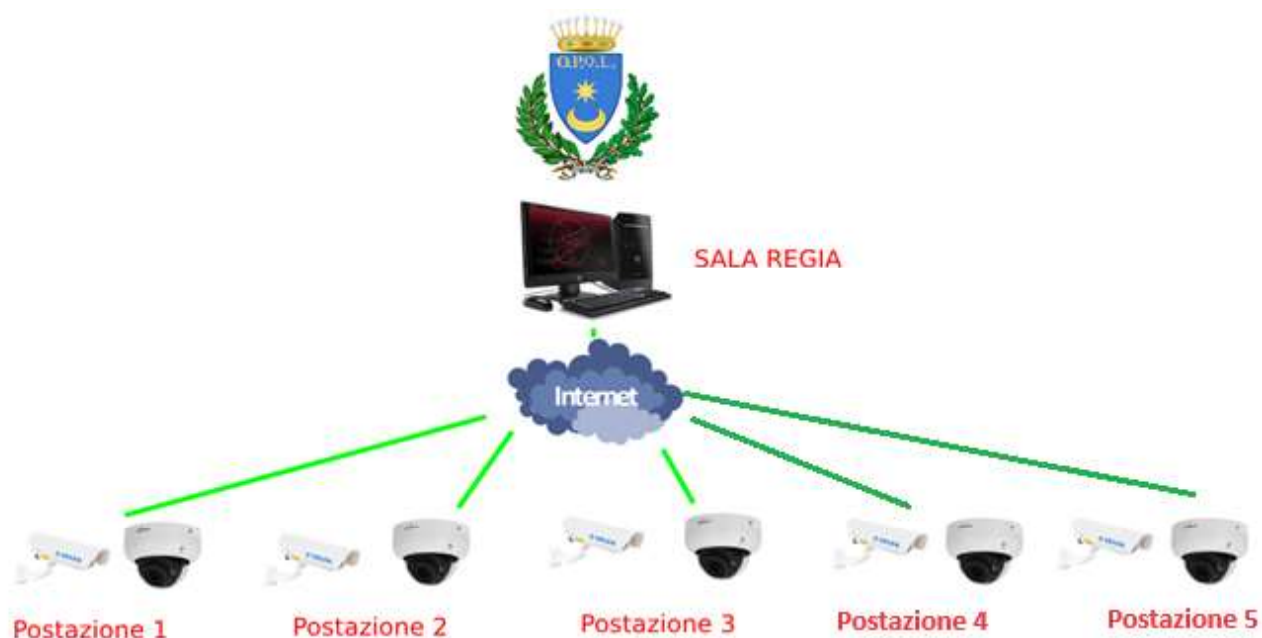 O.P.Q.L.
SALA REGIA
Internet
Postazione 1
Postazione 2
Postazione 3
Postazione 4
Postazione 5